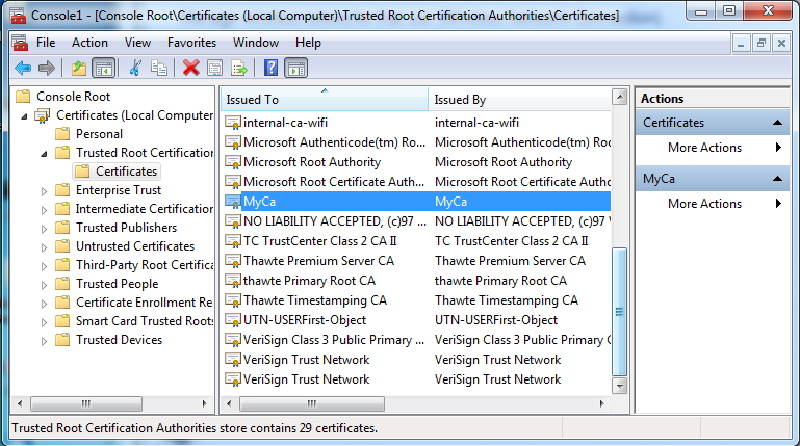 Console1 - [Console Root\Certificates (Local Computer)\Trusted Root Certification Authorities\Certificates]
File Action View Favorites Window Help
Console Root
Certificates (Local Computer
Personal
Trusted Root Certification
Certificates
Enterprise Trust
Intermediate Certification
Trusted Publishers
Untrusted Certificates
Third-Party Root Certifica
Trusted People
Certificate Enrollment Re
Smart Card Trusted Roots
Trusted Devices
Issued To Issued By
internal-ca-wifi internal-ca-wifi
Microsoft Authenticode(tm) Ro... Microsoft Authenticode(tm) Roo
Microsoft Root Authority Microsoft Root Authority
Microsoft Root Certificate Auth... Microsoft Root Certificate Autho
MyCa MyCa
NO LIABILITY ACCEPTED, (c)97 ... NO LIABILITY ACCEPTED, (c)97 V
TC TrustCenter Class 2 CA II TC TrustCenter Class 2 CA II
Thawte Premium Server CA Thawte Premium Server CA
thawte Primary Root CA thawte Primary Root CA
Thawte Timestamping CA Thawte Timestamping CA
UTN-USERFirst-Object UTN-USERFirst-Object
VeriSign Class 3 Public Primary ... VeriSign Class 3 Public Primary C
VeriSign Trust Network VeriSign Trust Network
VeriSign Trust Network VeriSign Trust Network
Actions
Certificates
More Actions
MyCa
More Actions
Trusted Root Certification Authorities store contains 29 certificates.